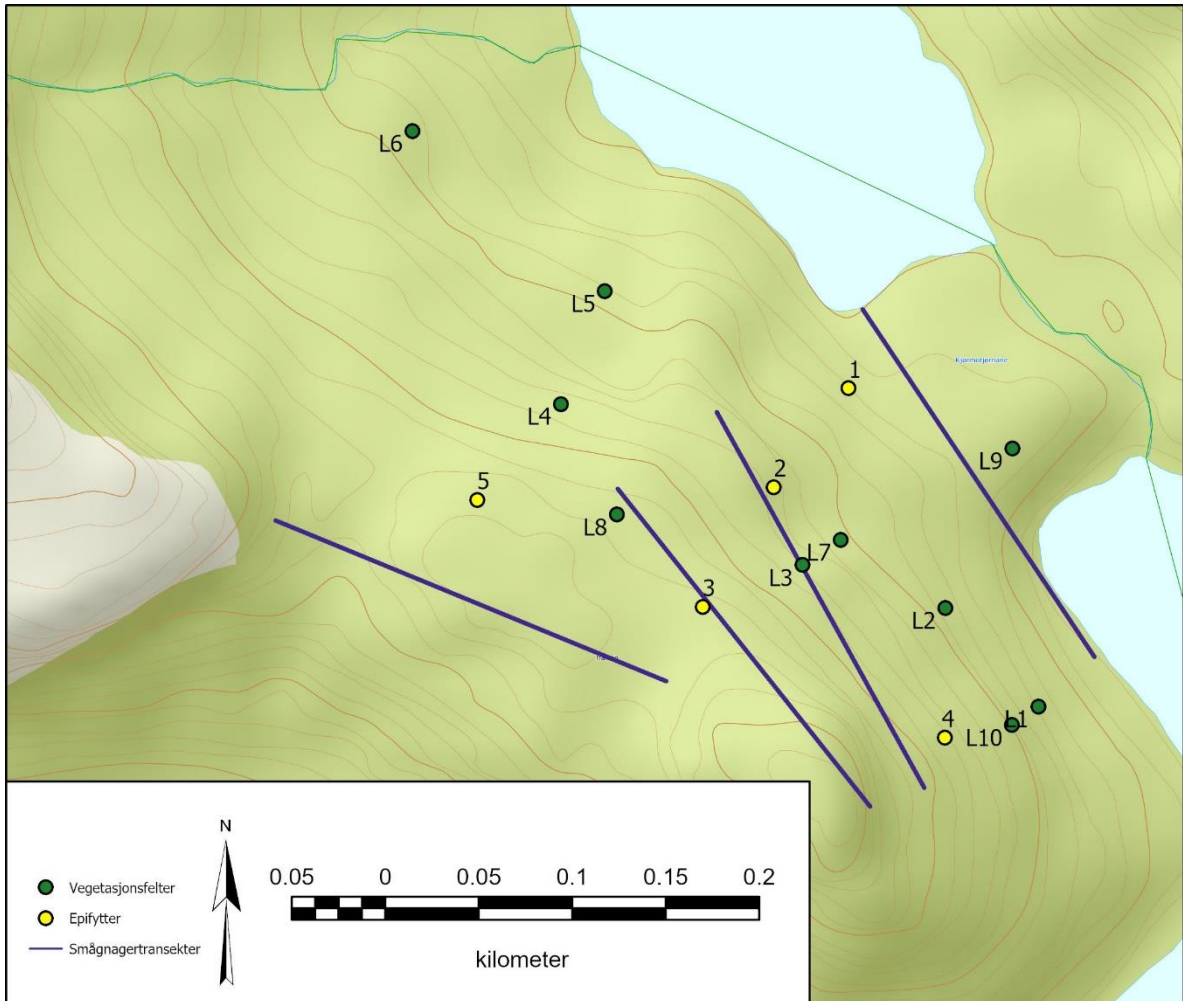 L6
L5
1
Kjørmotjørnane
L4
L9
2
5
L8
L7
L3
3
L2
L1
4
L10
N
0.05 0 0.05 0.1 0.15 0.2
Vegetasjonsfelter
Epifytter
Smågnagertransekter
kilometer